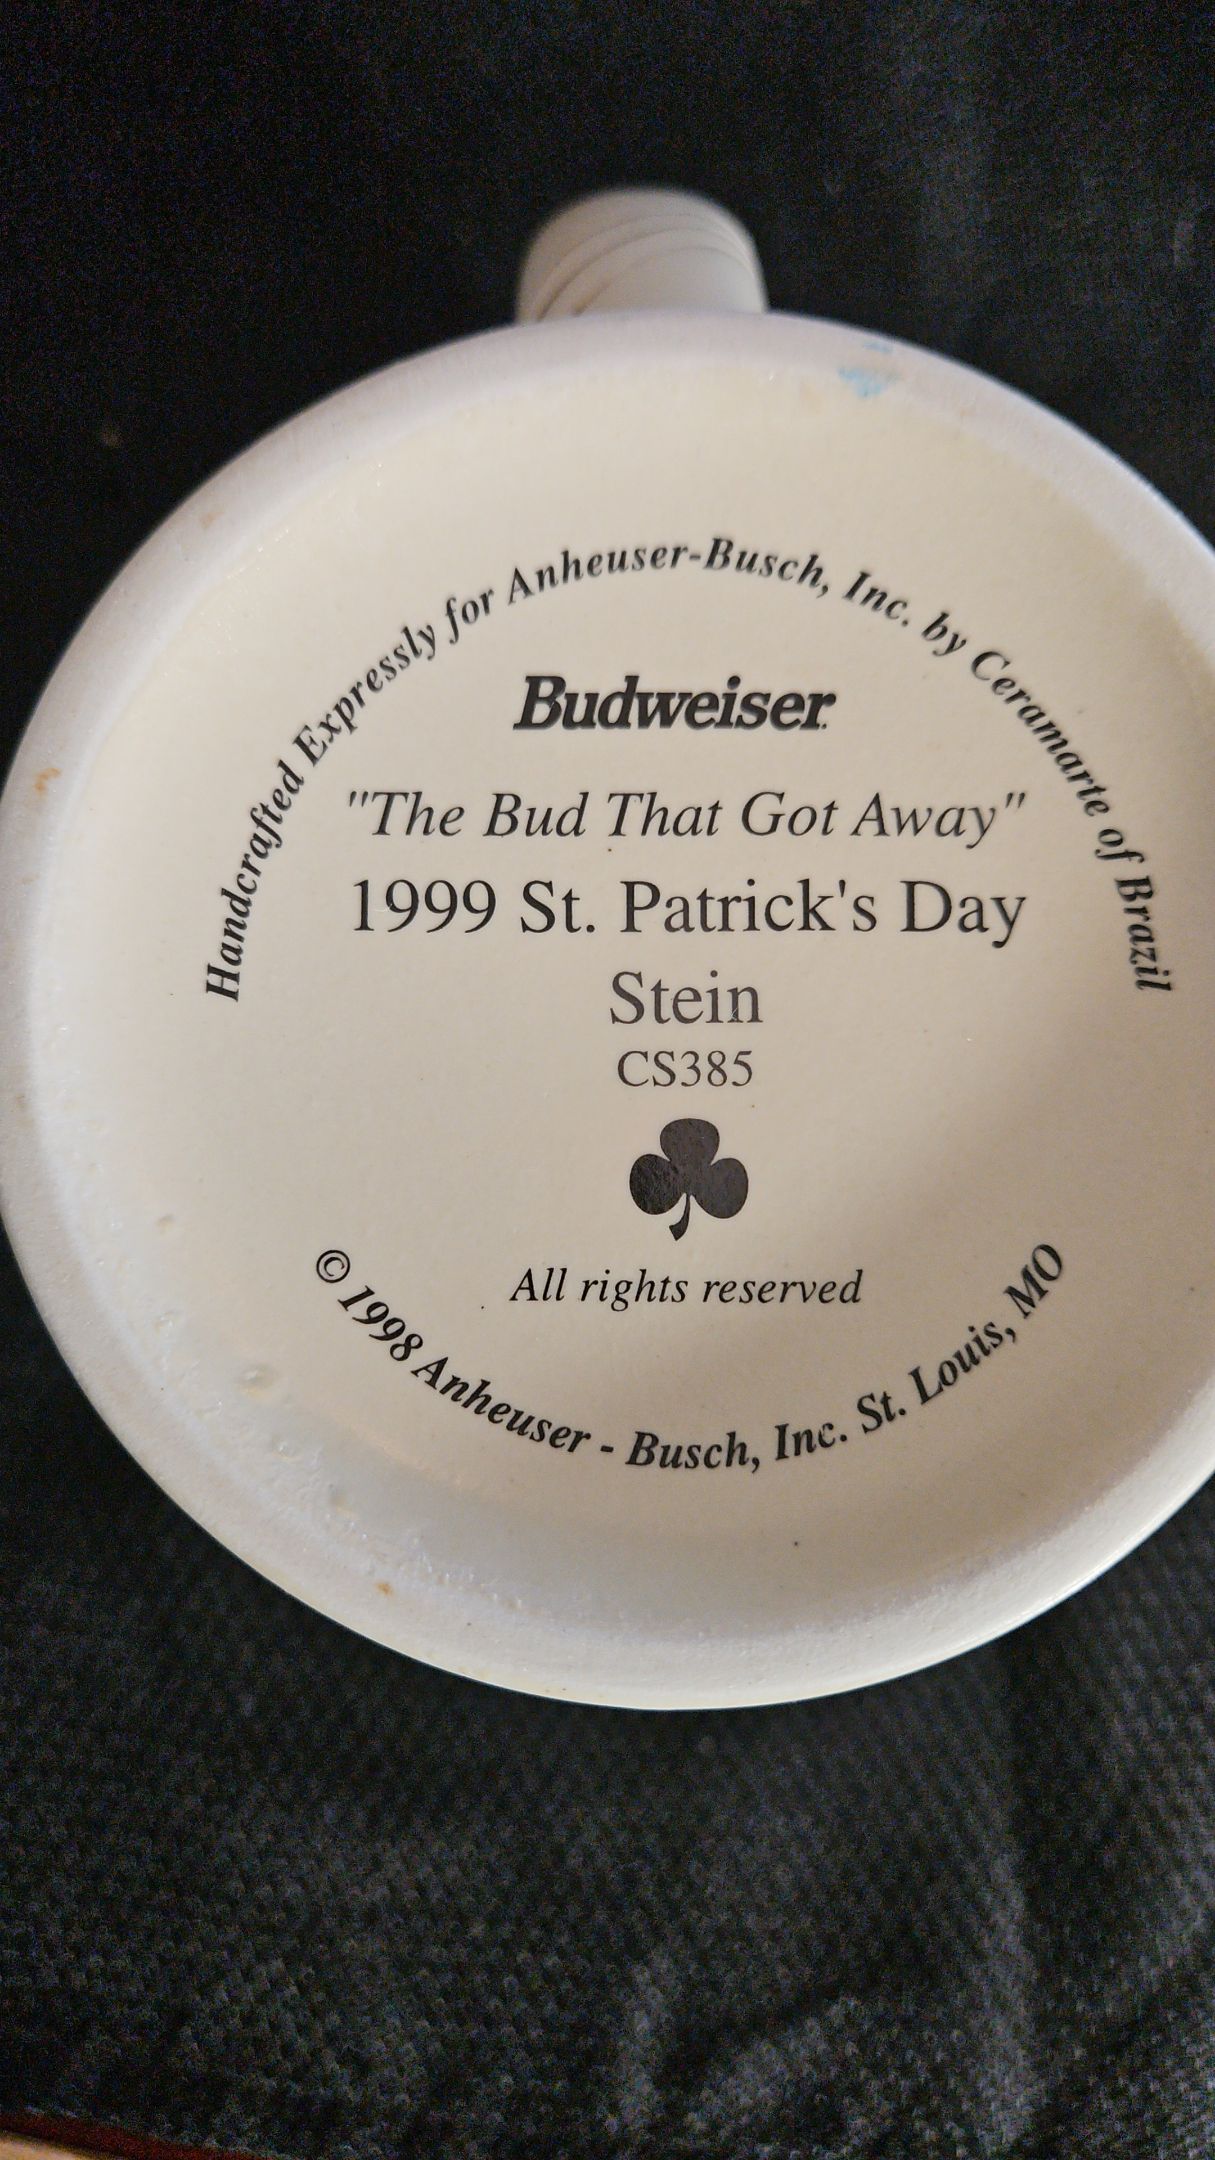 Handcrafted Expressly for Anheuser-Busch, Inc. by Ceramarte of Brazil
Budweiser
"The Bud That Got Away"
1999 St. Patrick's Day
Stein
CS385
All rights reserved
© 1998 Anheuser - Busch, Inc. St. Louis, MO